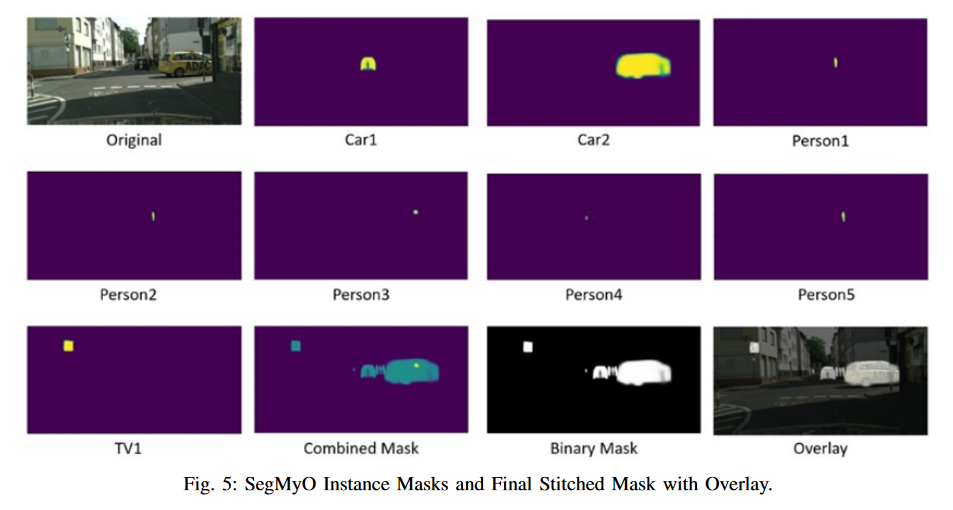 ADFC
Original
Car1
Car2
Person1
Person2
Person3
Person4
Person5
TV1
Combined Mask
Binary Mask
Overlay
Fig. 5: SegMyO Instance Masks and Final Stitched Mask with Overlay.